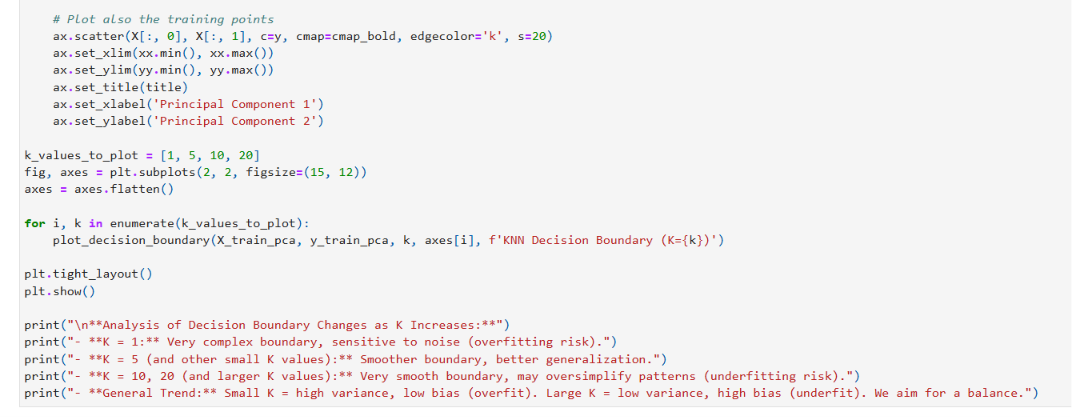 # Plot also the training points
    ax.scatter(X[:, 0], X[:, 1], c=y, cmap=cmap_bold, edgecolor='k', s=20)
    ax.set_xlim(xx.min(), xx.max())
    ax.set_ylim(yy.min(), yy.max())
    ax.set_title(title)
    ax.set_xlabel('Principal Component 1')
    ax.set_ylabel('Principal Component 2')

k_values_to_plot = [1, 5, 10, 20]
fig, axes = plt.subplots(2, 2, figsize=(15, 12))
axes = axes.flatten()

for i, k in enumerate(k_values_to_plot):
    plot_decision_boundary(X_train_pca, y_train_pca, k, axes[i], f'KNN Decision Boundary (K={k})')

plt.tight_layout()
plt.show()

print("\n**Analysis of Decision Boundary Changes as K Increases:**")
print("- **K = 1:** Very complex boundary, sensitive to noise (overfitting risk).")
print("- **K = 5 (and other small K values):** Smoother boundary, better generalization.")
print("- **K = 10, 20 (and larger K values):** Very smooth boundary, may oversimplify patterns (underfitting risk).")
print("- **General Trend:** Small K = high variance, low bias (overfit). Large K = low variance, high bias (underfit). We aim for a balance.")